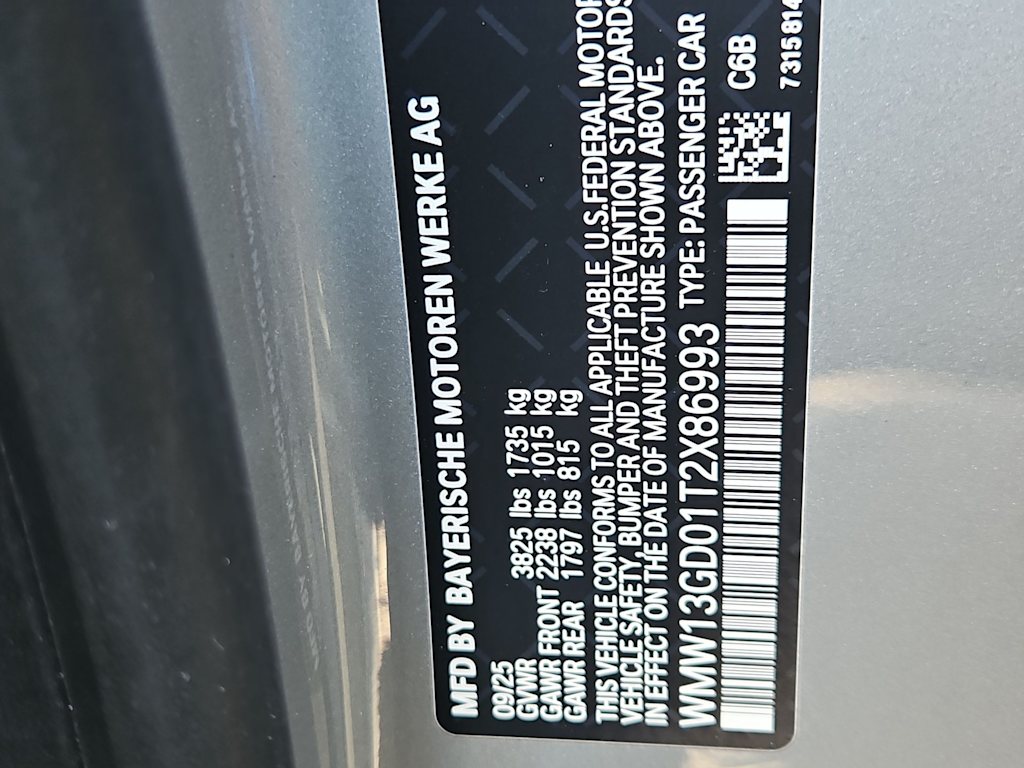 MFD BY BAYERISCHE MOTOREN WERKE AG
09/25
GVWR 3825 lbs 1735 kg
GAWR FRONT 2238 lbs 1015 kg
GAWR REAR 1797 lbs 815 kg
THIS VEHICLE CONFORMS TO ALL APPLICABLE U.S. FEDERAL MOTOR
VEHICLE SAFETY, BUMPER AND THEFT PREVENTION STANDARDS
IN EFFECT ON THE DATE OF MANUFACTURE SHOWN ABOVE.
WMW13GD01T2X86993 TYPE: PASSENGER CAR
C6B
7315 814